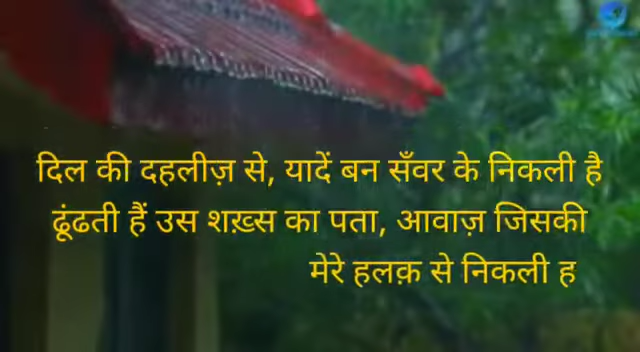 दिल की दहलीज़ से, यादें बन सँवर के निकली है
ढूंढती हैं उस शख़्स का पता, आवाज़ जिसकी
मेरे हलक़ से निकली ह